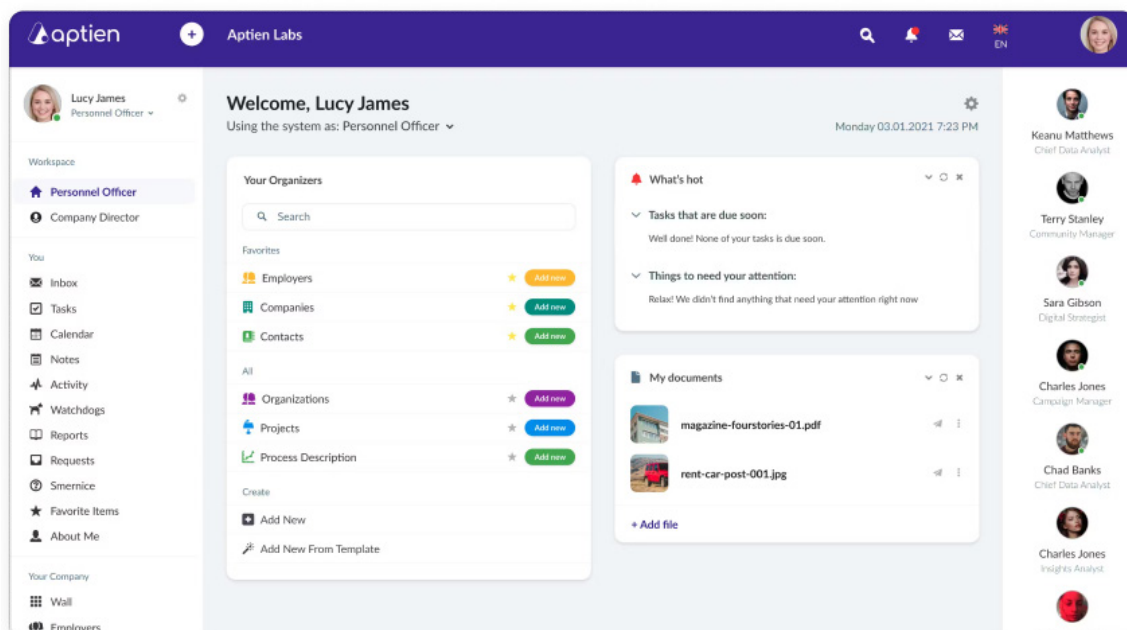 aptien
Aptien Labs
EN
Lucy James
Personnel Officer
Workspace
Personnel Officer
Company Director
You
Inbox
Tasks
Calendar
Notes
Activity
Watchdogs
Reports
Requests
Smernice
Favorite Items
About Me
Your Company
Wall
Employers
Welcome, Lucy James
Using the system as: Personnel Officer
Monday 03.01.2021 7:23 PM
Your Organizers
Search
Favorites
Employers Add new
Companies Add new
Contacts Add new
All
Organizations Add new
Projects Add new
Process Description Add new
Create
Add New
Add New From Template
What's hot
Tasks that are due soon:
Well done! None of your tasks is due soon.
Things to need your attention:
Relax! We didn't find anything that need your attention right now
My documents
magazine-fourstories-01.pdf
rent-car-post-001.jpg
+ Add file
Keanu Matthews
Chief Data Analyst
Terry Stanley
Community Manager
Sara Gibson
Digital Strategist
Charles Jones
Campaign Manager
Chad Banks
Chief Data Analyst
Charles Jones
Insights Analyst